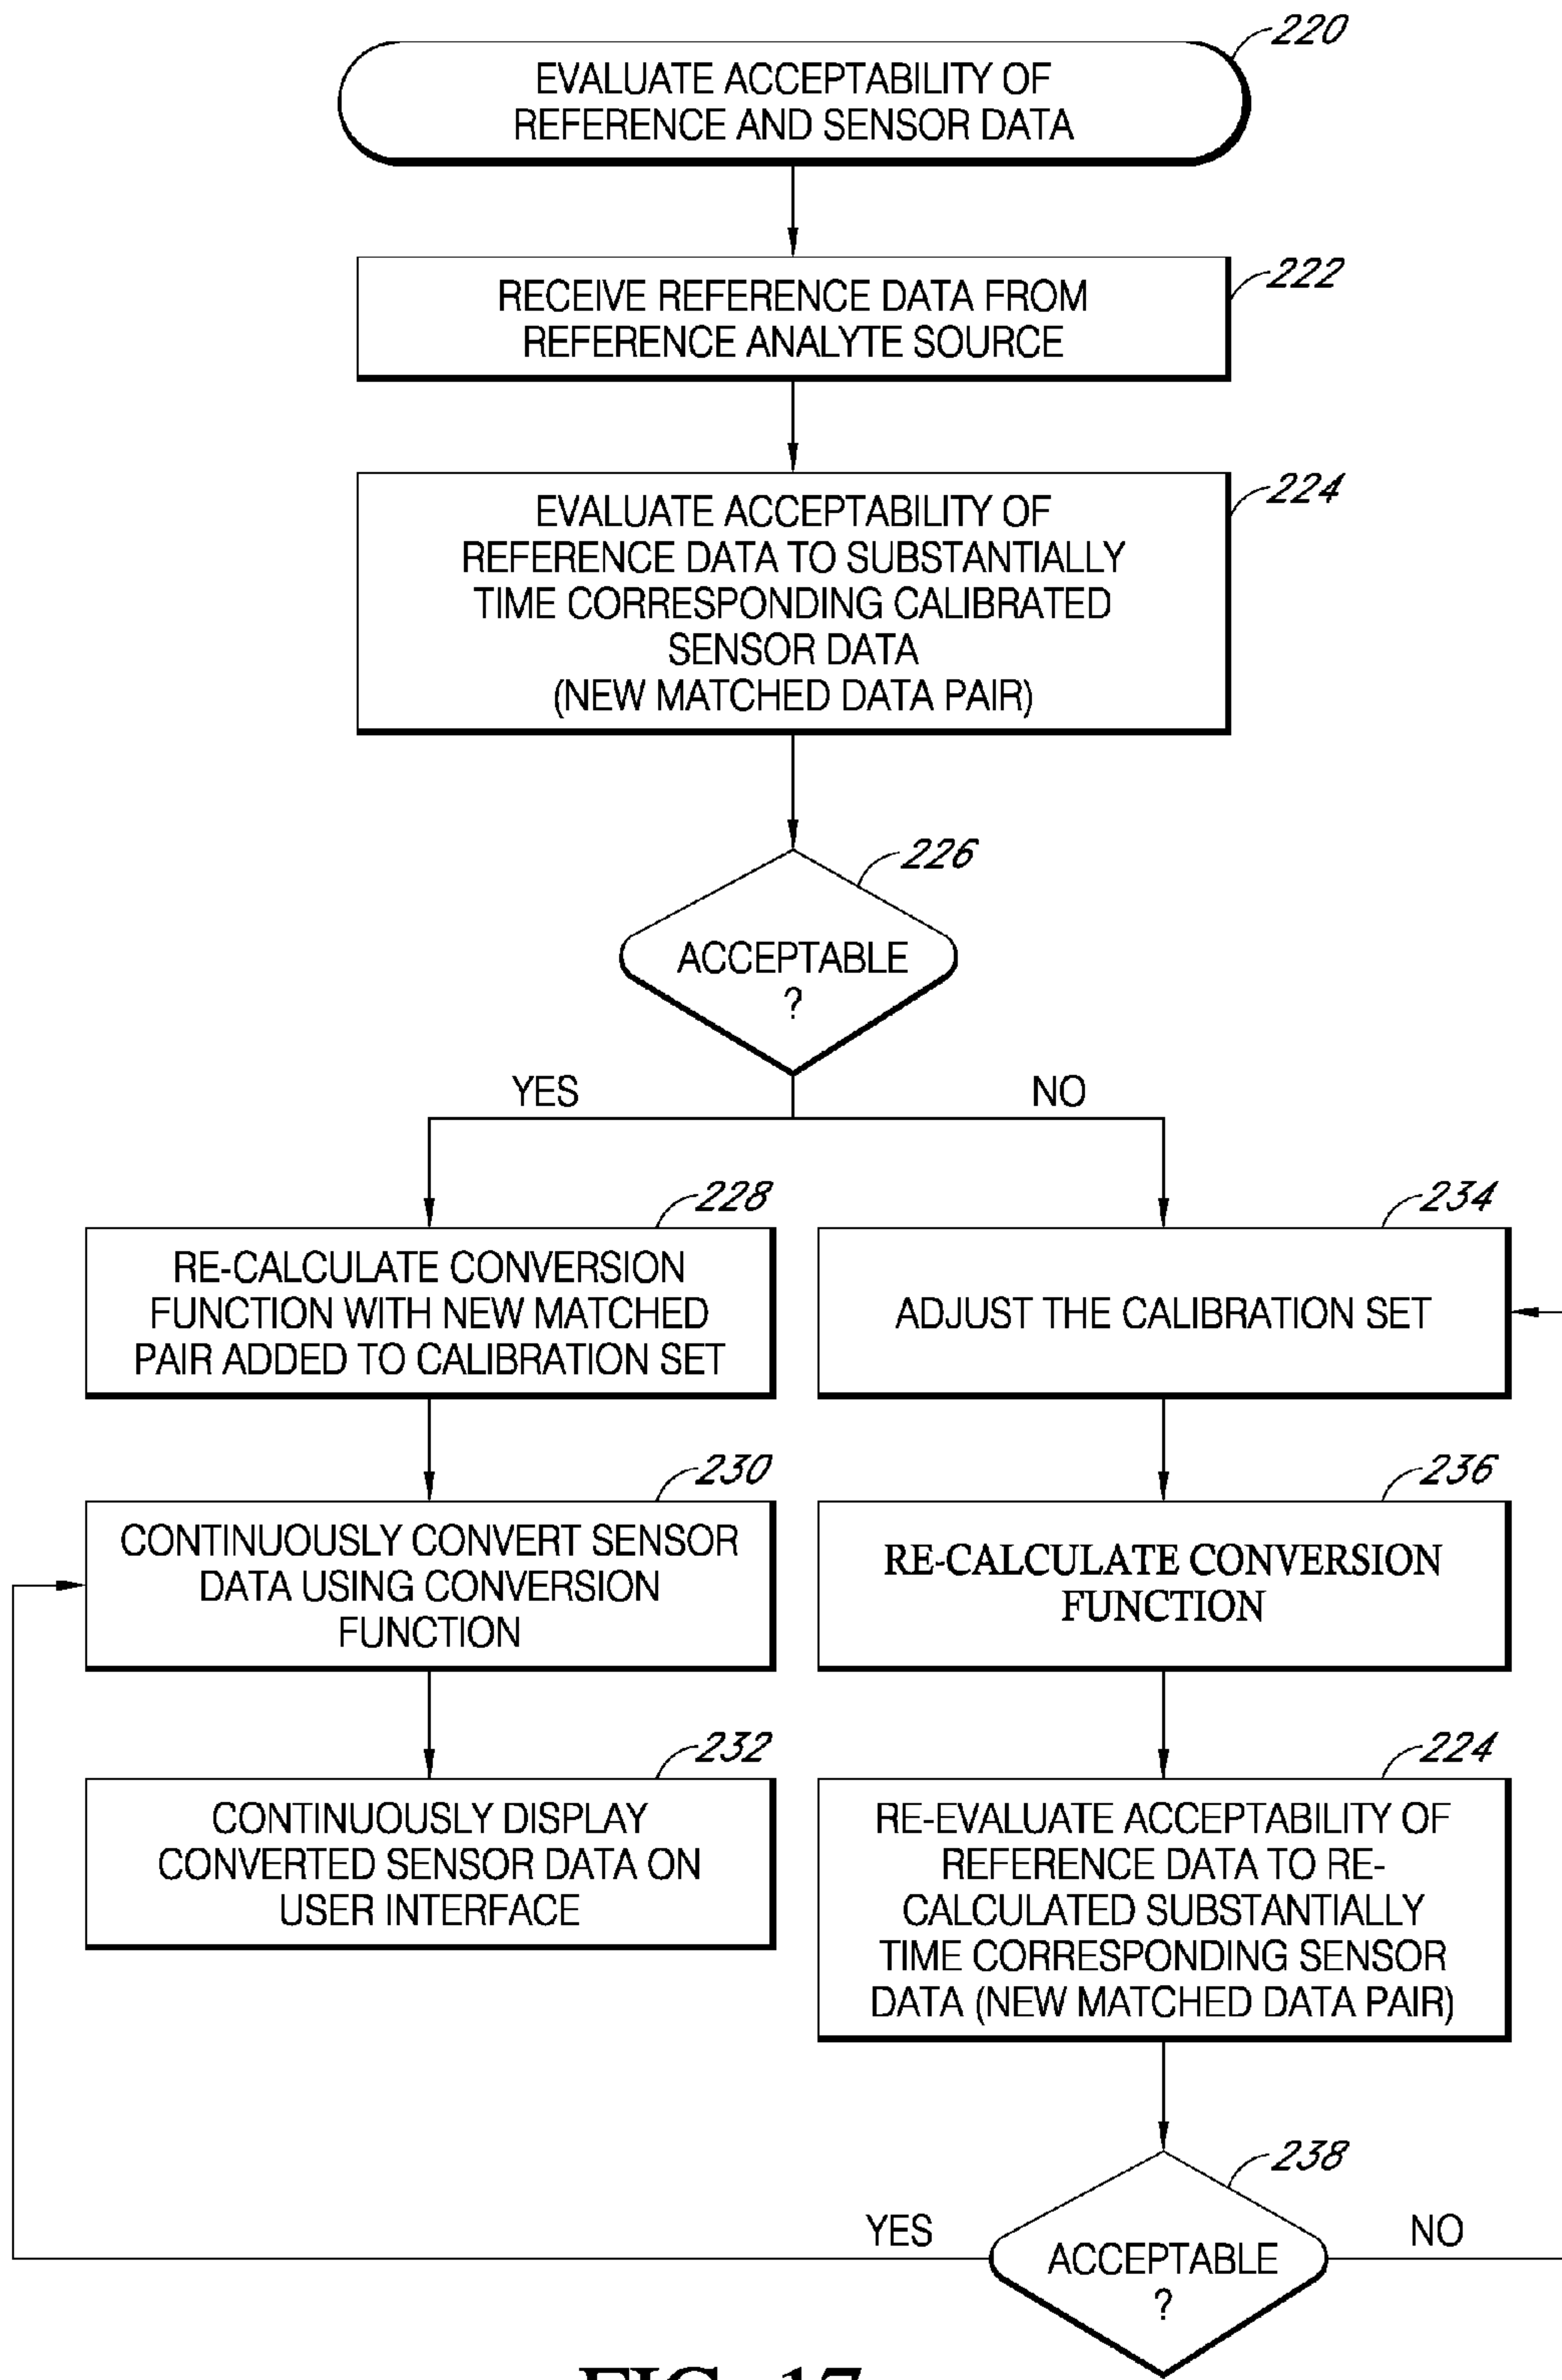 220
EVALUATE ACCEPTABILITY OF
REFERENCE AND SENSOR DATA
222
RECEIVE REFERENCE DATA FROM
REFERENCE ANALYTE SOURCE
224
EVALUATE ACCEPTABILITY OF
REFERENCE DATA TO SUBSTANTIALLY
TIME CORRESPONDING CALIBRATED
SENSOR DATA
(NEW MATCHED DATA PAIR)
226
ACCEPTABLE
?
YES
NO
228
RE-CALCULATE CONVERSION
FUNCTION WITH NEW MATCHED
PAIR ADDED TO CALIBRATION SET
230
CONTINUOUSLY CONVERT SENSOR
DATA USING CONVERSION
FUNCTION
232
CONTINUOUSLY DISPLAY
CONVERTED SENSOR DATA ON
USER INTERFACE
234
ADJUST THE CALIBRATION SET
236
RE-CALCULATE CONVERSION
FUNCTION
224
RE-EVALUATE ACCEPTABILITY OF
REFERENCE DATA TO RE-
CALCULATED SUBSTANTIALLY
TIME CORRESPONDING SENSOR
DATA (NEW MATCHED DATA PAIR)
238
YES
ACCEPTABLE
?
NO
FIG. 17